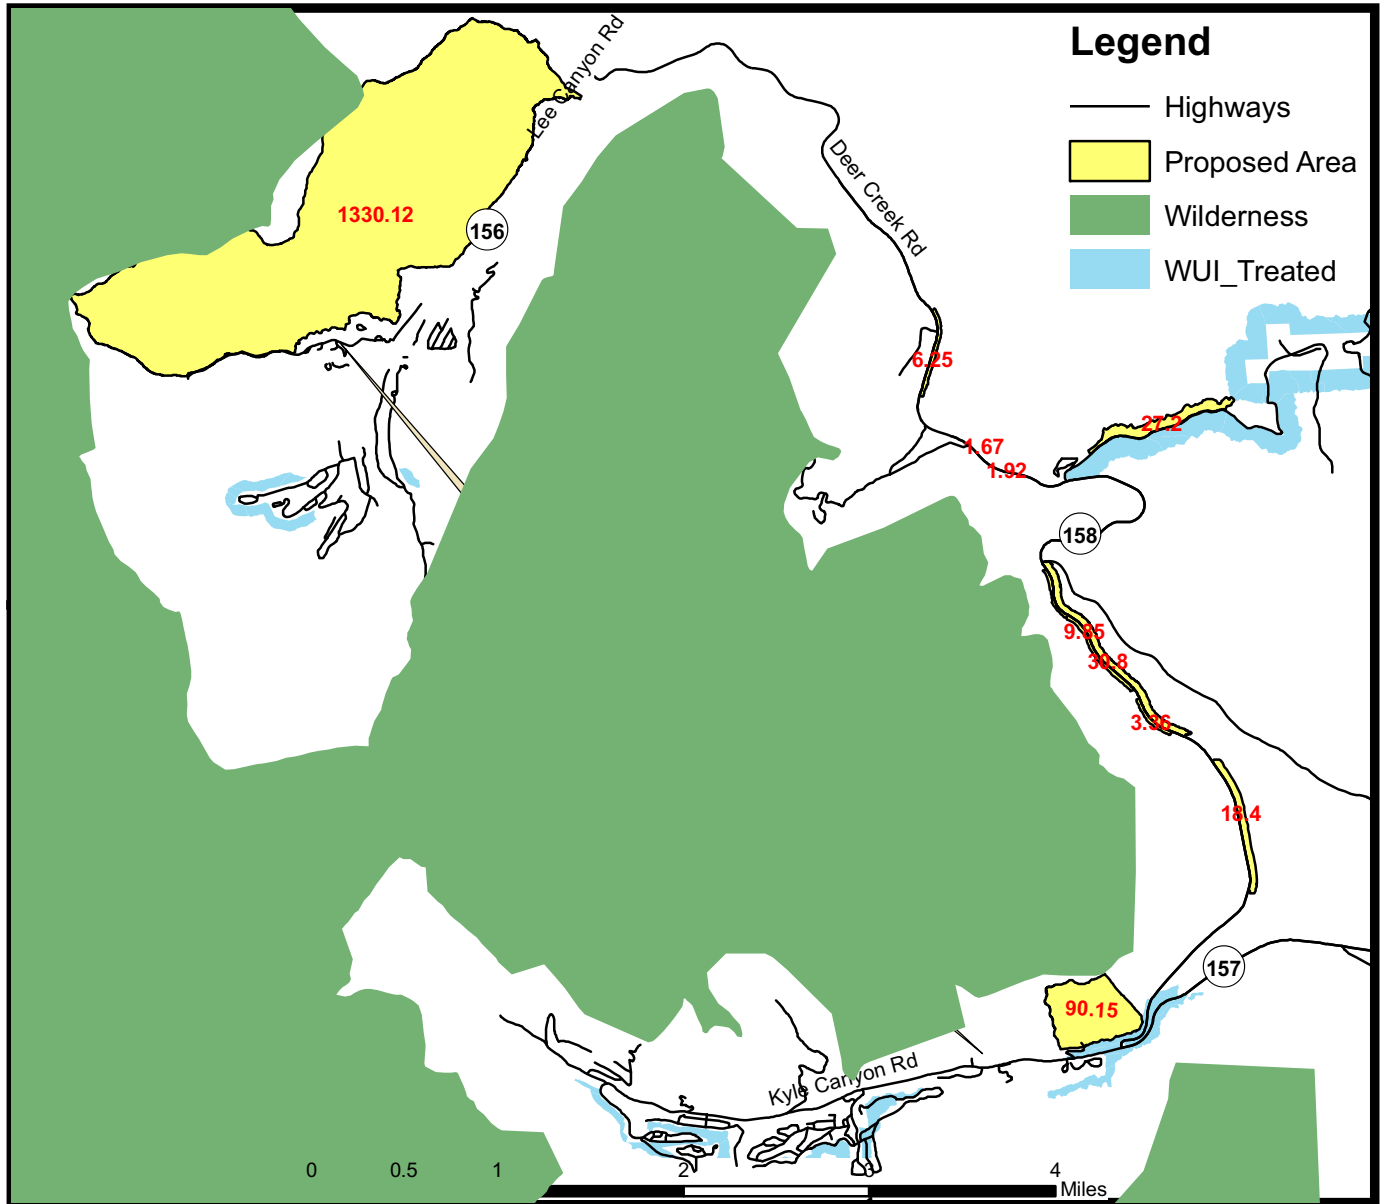 Legend
Highways
Proposed Area
Wilderness
WUI_Treated
Lee Canyon Rd
Deer Creek Rd
1330.12
156
6.25
27.2
1.67
1.92
158
9.85
30.8
3.36
18.4
157
90.15
Kyle Canyon Rd
0 0.5 1 2 3 4
Miles